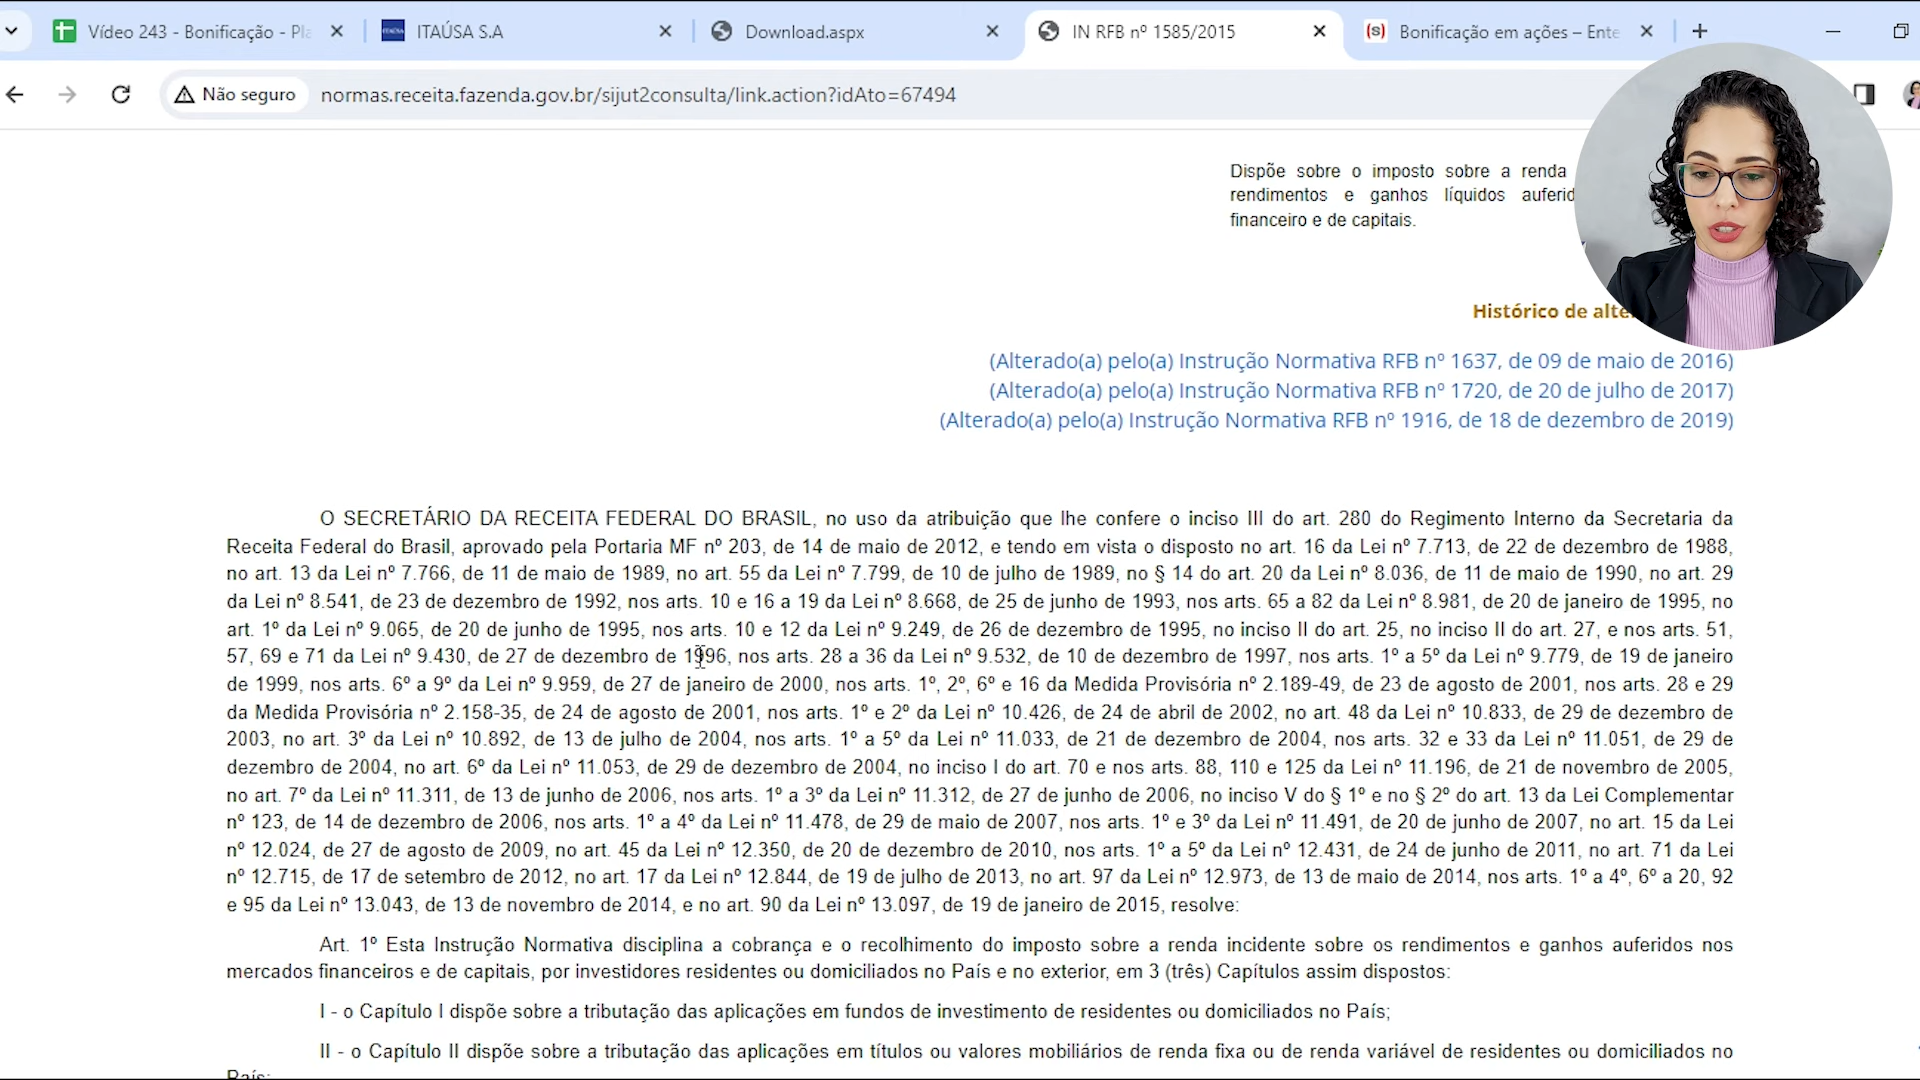 Vídeo 243 - Bonificação - Pla
ITAÚSA S.A
Download.aspx
IN RFB nº 1585/2015
Bonificação em ações – Ente
Não seguro
normas.receita.fazenda.gov.br/sijut2consulta/link.action?idAto=67494
Dispõe sobre o imposto sobre a renda
rendimentos e ganhos líquidos auferid
financeiro e de capitais.
Histórico de alte
(Alterado(a) pelo(a) Instrução Normativa RFB nº 1637, de 09 de maio de 2016)
(Alterado(a) pelo(a) Instrução Normativa RFB nº 1720, de 20 de julho de 2017)
(Alterado(a) pelo(a) Instrução Normativa RFB nº 1916, de 18 de dezembro de 2019)
O SECRETÁRIO DA RECEITA FEDERAL DO BRASIL, no uso da atribuição que lhe confere o inciso III do art. 280 do Regimento Interno da Secretaria da
Receita Federal do Brasil, aprovado pela Portaria MF nº 203, de 14 de maio de 2012, e tendo em vista o disposto no art. 16 da Lei nº 7.713, de 22 de dezembro de 1988,
no art. 13 da Lei nº 7.766, de 11 de maio de 1989, no art. 55 da Lei nº 7.799, de 10 de julho de 1989, no § 14 do art. 20 da Lei nº 8.036, de 11 de maio de 1990, no art. 29
da Lei nº 8.541, de 23 de dezembro de 1992, nos arts. 10 e 16 a 19 da Lei nº 8.668, de 25 de junho de 1993, nos arts. 65 a 82 da Lei nº 8.981, de 20 de janeiro de 1995, no
art. 1º da Lei nº 9.065, de 20 de junho de 1995, nos arts. 10 e 12 da Lei nº 9.249, de 26 de dezembro de 1995, no inciso II do art. 25, no inciso II do art. 27, e nos arts. 51,
57, 69 e 71 da Lei nº 9.430, de 27 de dezembro de 1996, nos arts. 28 a 36 da Lei nº 9.532, de 10 de dezembro de 1997, nos arts. 1º a 5º da Lei nº 9.779, de 19 de janeiro
de 1999, nos arts. 6º a 9º da Lei nº 9.959, de 27 de janeiro de 2000, nos arts. 1º, 2º, 6º e 16 da Medida Provisória nº 2.189-49, de 23 de agosto de 2001, nos arts. 28 e 29
da Medida Provisória nº 2.158-35, de 24 de agosto de 2001, nos arts. 1º e 2º da Lei nº 10.426, de 24 de abril de 2002, no art. 48 da Lei nº 10.833, de 29 de dezembro de
2003, no art. 3º da Lei nº 10.892, de 13 de julho de 2004, nos arts. 1º a 5º da Lei nº 11.033, de 21 de dezembro de 2004, nos arts. 32 e 33 da Lei nº 11.051, de 29 de
dezembro de 2004, no art. 6º da Lei nº 11.053, de 29 de dezembro de 2004, no inciso I do art. 70 e nos arts. 88, 110 e 125 da Lei nº 11.196, de 21 de novembro de 2005,
no art. 7º da Lei nº 11.311, de 13 de junho de 2006, nos arts. 1º a 3º da Lei nº 11.312, de 27 de junho de 2006, no inciso V do § 1º e no § 2º do art. 13 da Lei Complementar
nº 123, de 14 de dezembro de 2006, nos arts. 1º a 4º da Lei nº 11.478, de 29 de maio de 2007, nos arts. 1º e 3º da Lei nº 11.491, de 20 de junho de 2007, no art. 15 da Lei
nº 12.024, de 27 de agosto de 2009, no art. 45 da Lei nº 12.350, de 20 de dezembro de 2010, nos arts. 1º a 5º da Lei nº 12.431, de 24 de junho de 2011, no art. 71 da Lei
nº 12.715, de 17 de setembro de 2012, no art. 17 da Lei nº 12.844, de 19 de julho de 2013, no art. 97 da Lei nº 12.973, de 13 de maio de 2014, nos arts. 1º a 4º, 6º a 20, 92
e 95 da Lei nº 13.043, de 13 de novembro de 2014, e no art. 90 da Lei nº 13.097, de 19 de janeiro de 2015, resolve:
Art. 1º Esta Instrução Normativa disciplina a cobrança e o recolhimento do imposto sobre a renda incidente sobre os rendimentos e ganhos auferidos nos
mercados financeiros e de capitais, por investidores residentes ou domiciliados no País e no exterior, em 3 (três) Capítulos assim dispostos:
I - o Capítulo I dispõe sobre a tributação das aplicações em fundos de investimento de residentes ou domiciliados no País;
II - o Capítulo II dispõe sobre a tributação das aplicações em títulos ou valores mobiliários de renda fixa ou de renda variável de residentes ou domiciliados no
País;